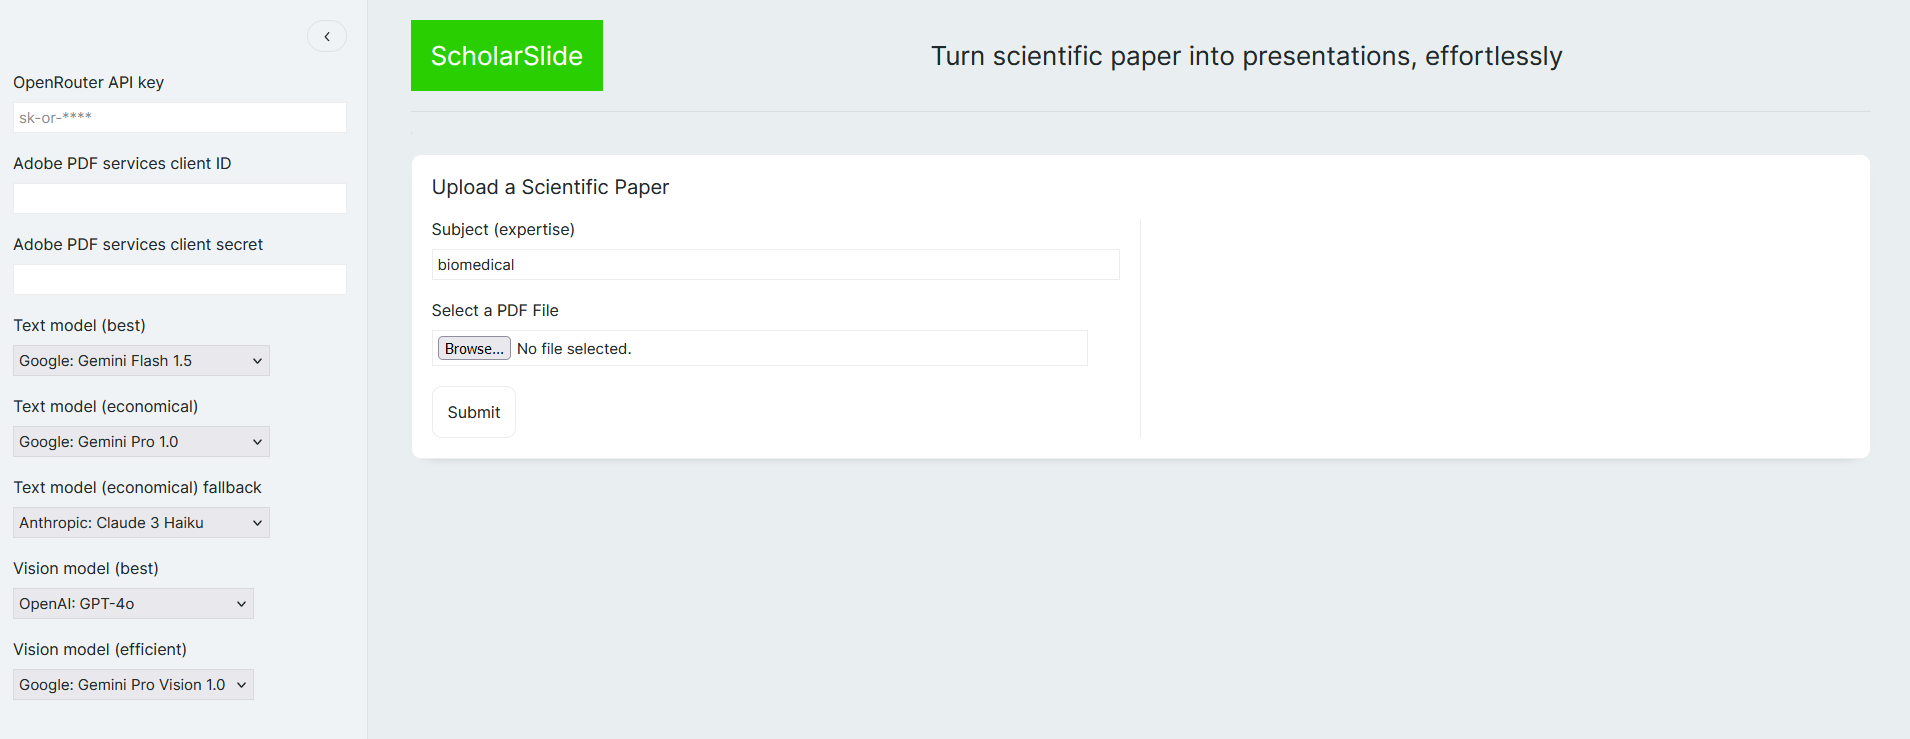 OpenRouter API key
sk-or-****
Adobe PDF services client ID
Adobe PDF services client secret
Text model (best)
Google: Gemini Flash 1.5
Text model (economical)
Google: Gemini Pro 1.0
Text model (economical) fallback
Anthropic: Claude 3 Haiku
Vision model (best)
OpenAI: GPT-4o
Vision model (efficient)
Google: Gemini Pro Vision 1.0
ScholarSlide
Turn scientific paper into presentations, effortlessly
Upload a Scientific Paper
Subject (expertise)
biomedical
Select a PDF File
Browse... No file selected.
Submit